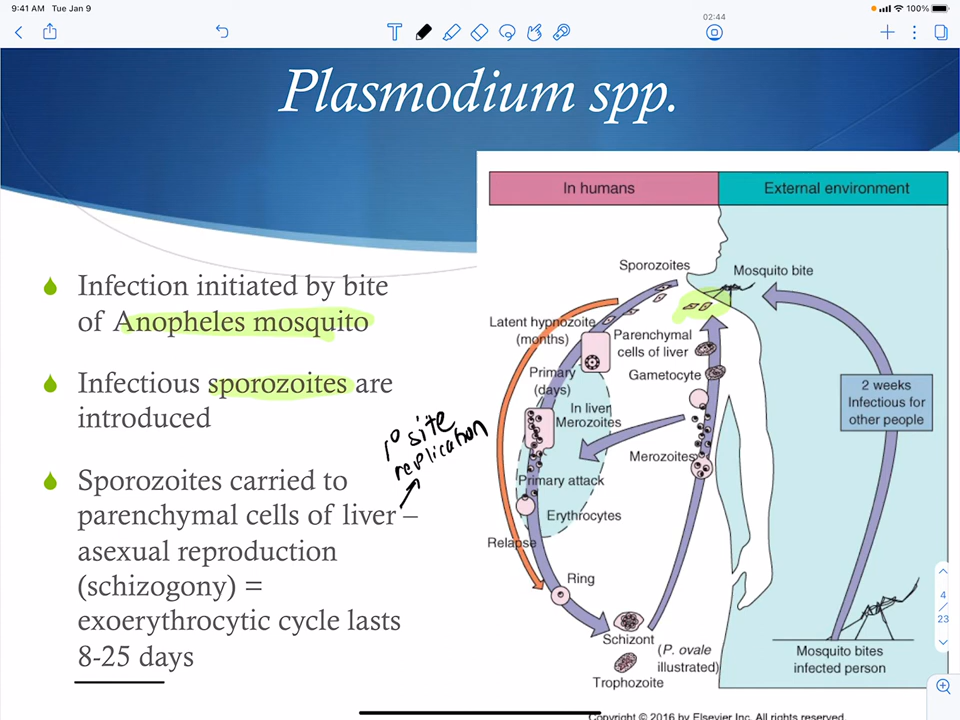 9:41 AM Tue Jan 9
02:44
100%
T
Plasmodium spp.
Infection initiated by bite
of Anopheles mosquito
Infectious sporozoites are
introduced
Sporozoites carried to
parenchymal cells of liver –
asexual reproduction
(schizogony) =
exoerythrocytic cycle lasts
8-25 days
1° site
replication
In humans
External environment
Sporozoites
Mosquito bite
Latent hypnozoite
(months)
Parenchymal
cells of liver
Primary
(days)
Gametocyte
In liver
Merozoites
2 weeks
Infectious for
other people
Merozoites
Primary attack
Erythrocytes
Relapse
Ring
Schizont
(P. ovale
illustrated)
Trophozoite
Mosquito bites
infected person
4
/
23
Copyright © 2016 by Elsevier Inc. All rights reserved.